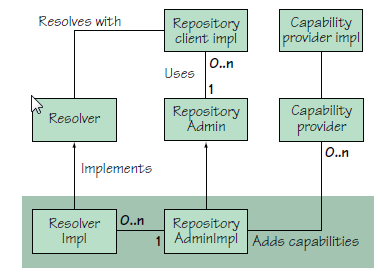 Resolves with
Repository
client impl
Capability
provider impl
Uses
0..n
1
Resolver
Repository
Admin
Capability
provider
0..n
Implements
Resolver
Impl
0..n
1
Repository
AdminImpl
Adds capabilities